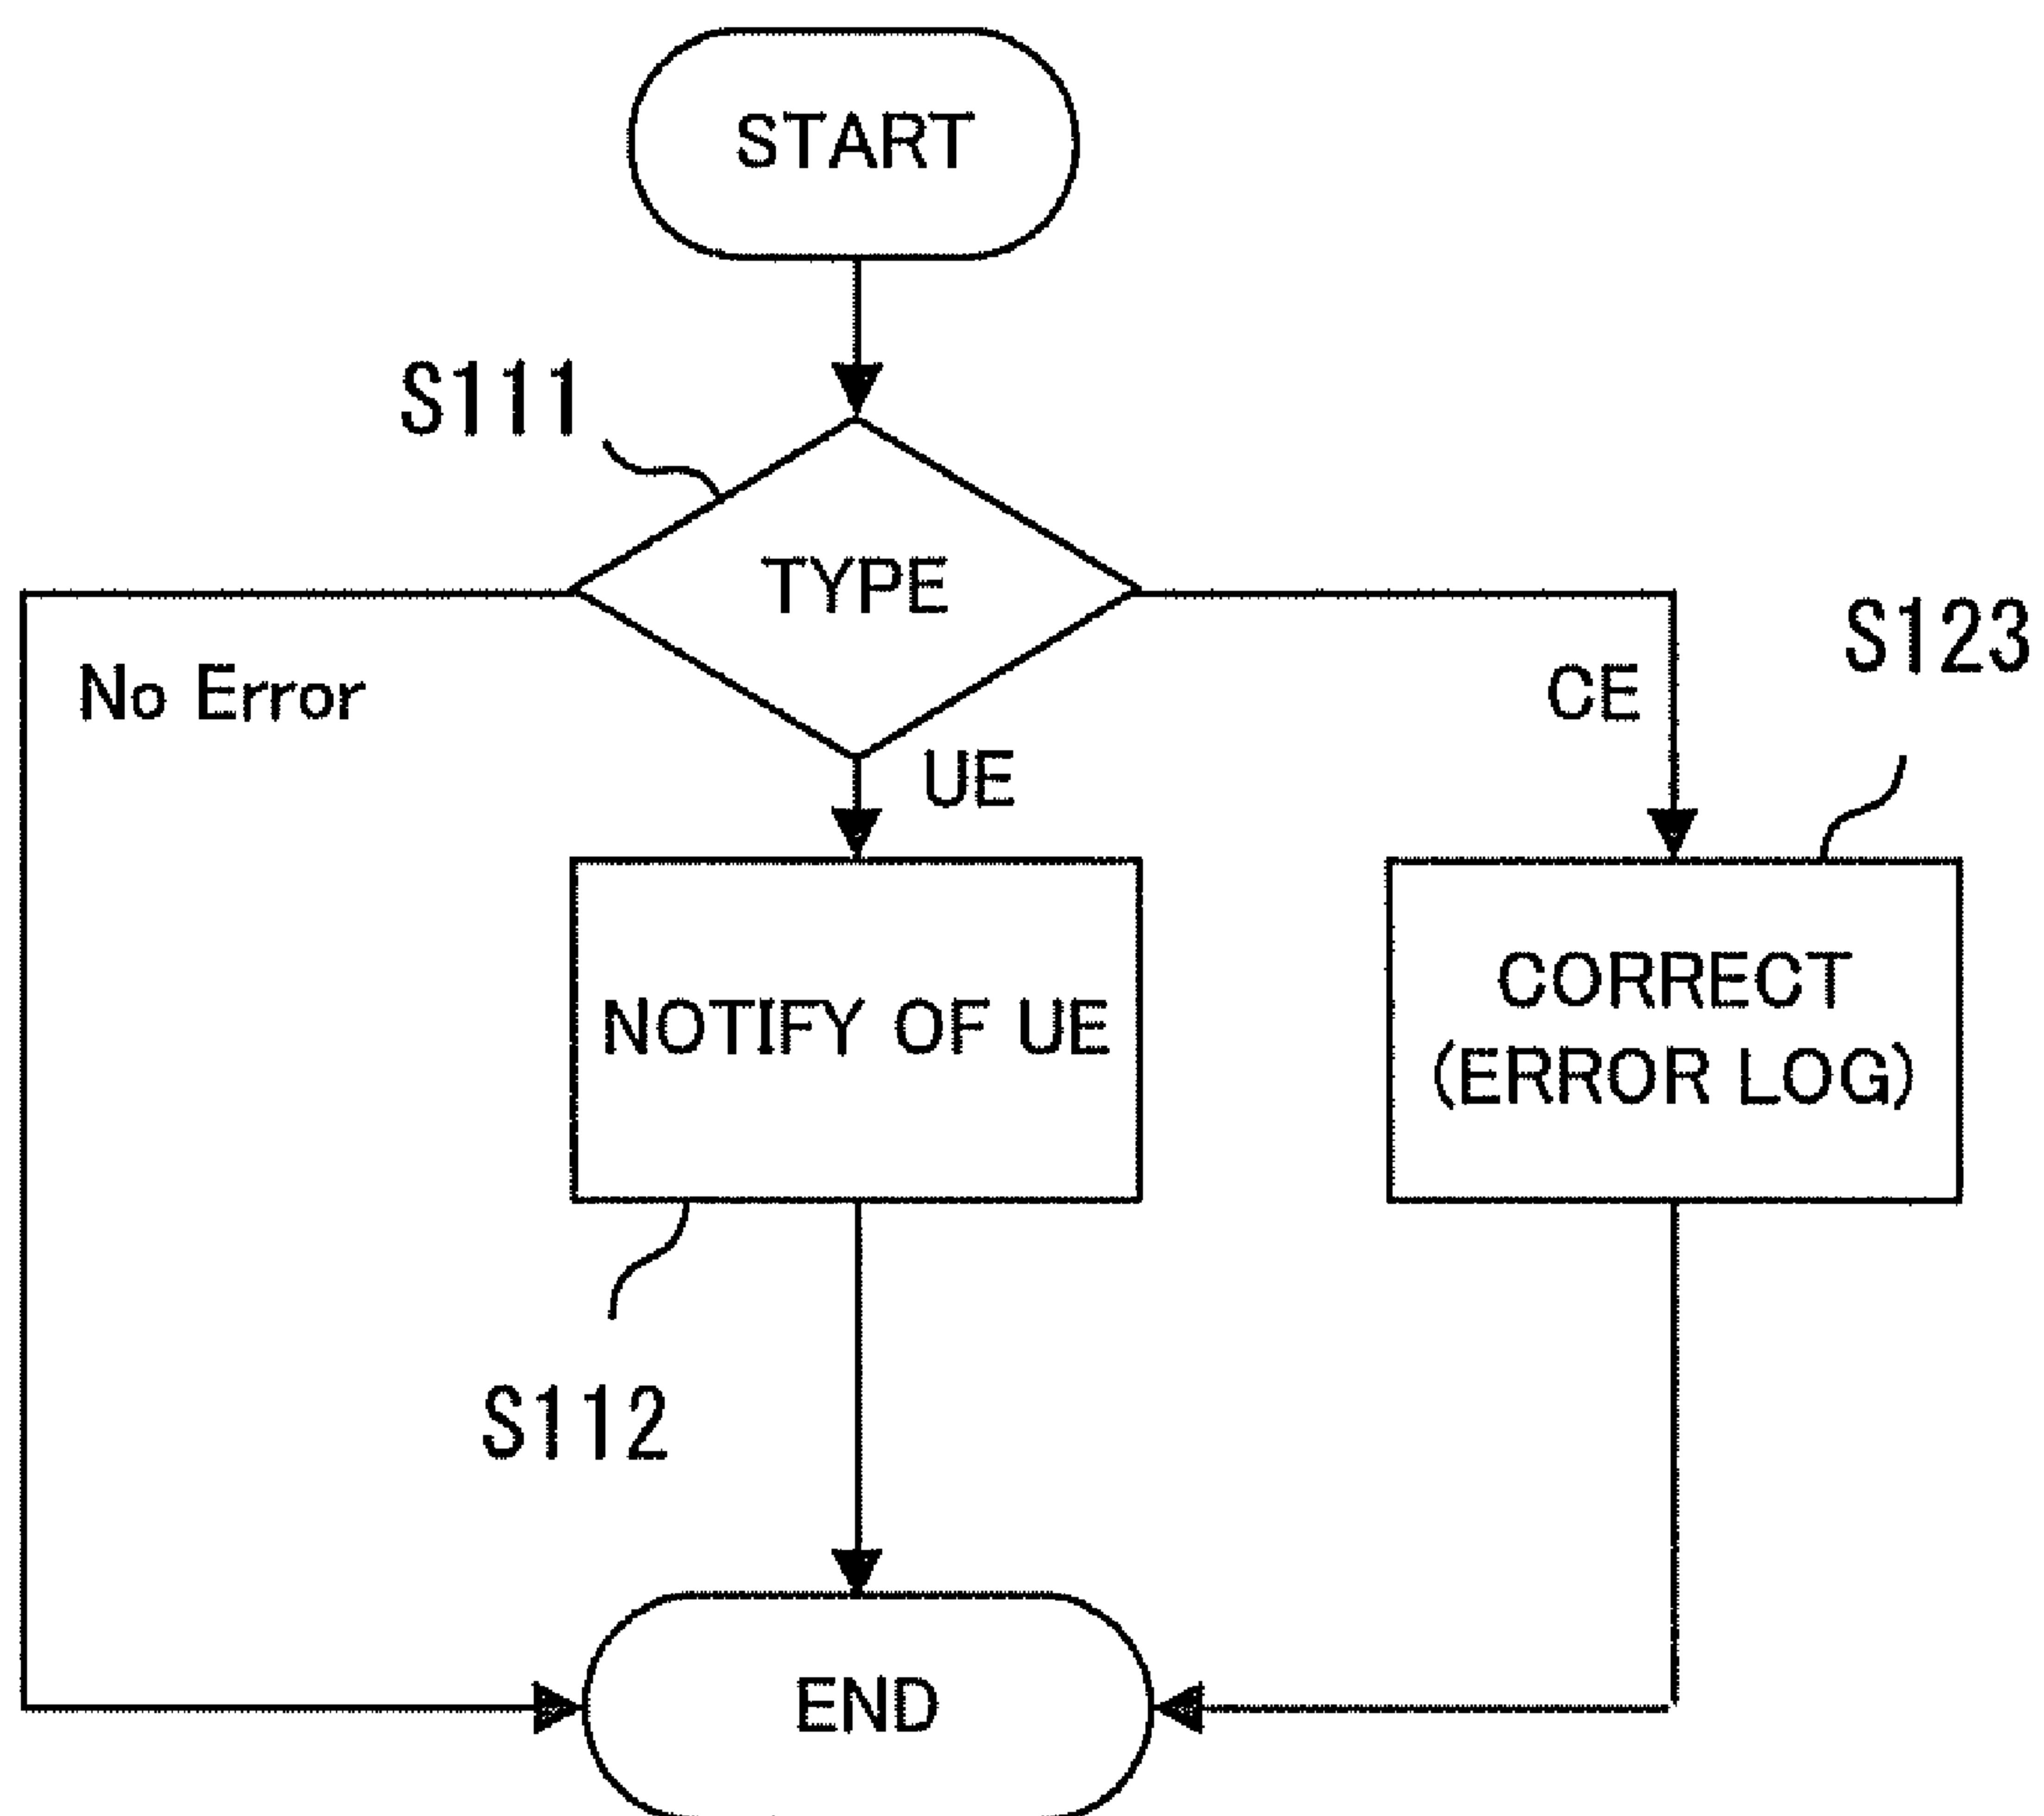 START
S111
TYPE
No Error
UE
CE
S123
NOTIFY OF UE
CORRECT
(ERROR LOG)
S112
END